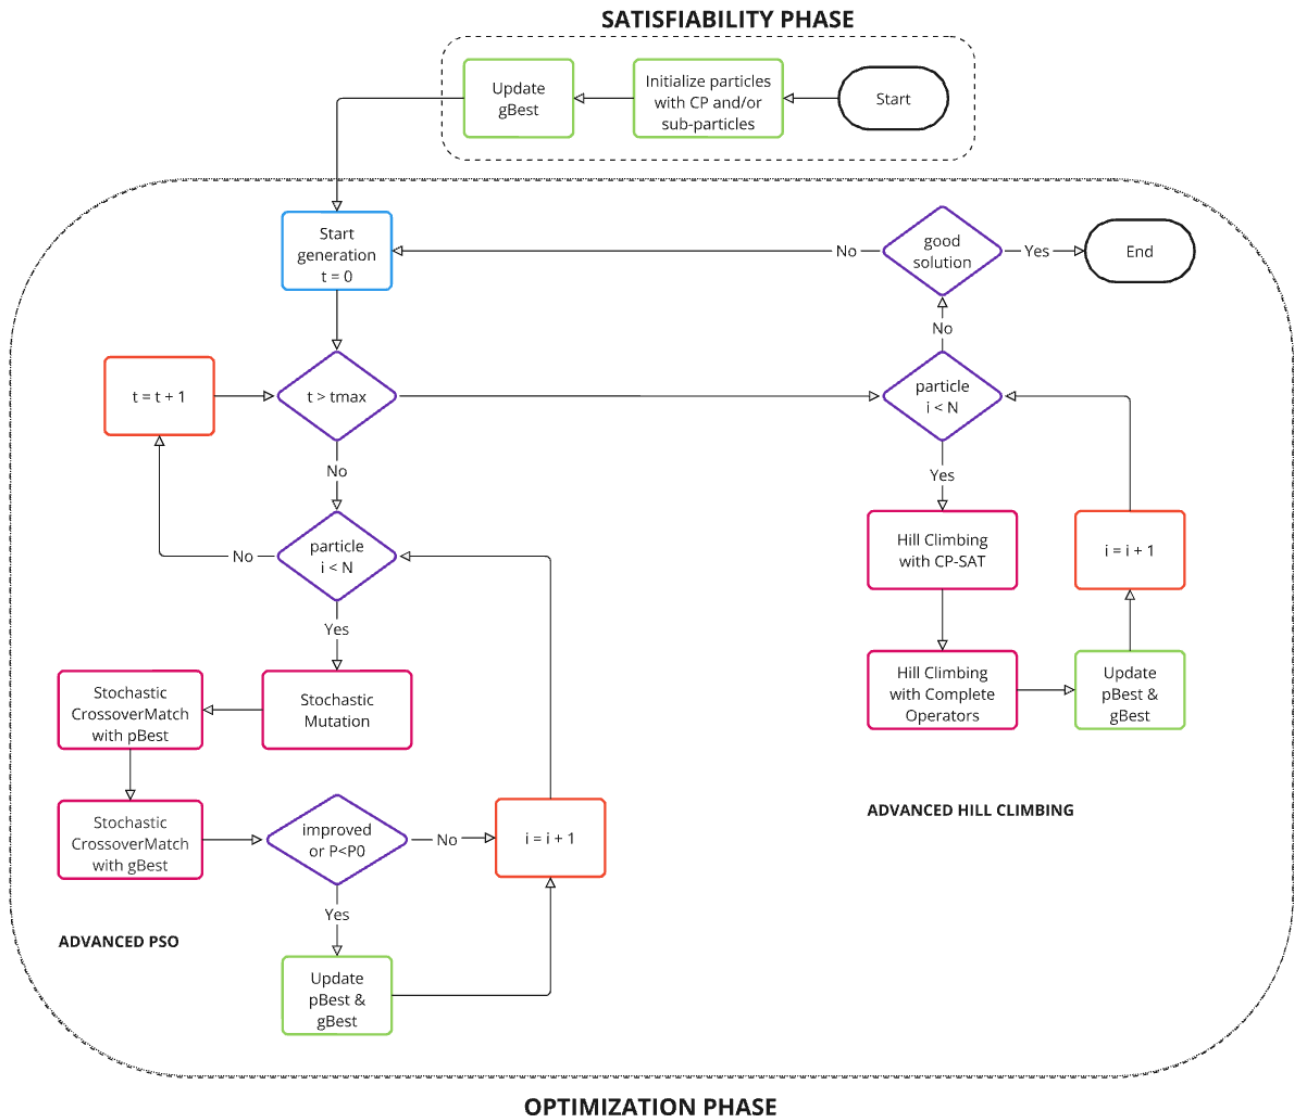 SATISFIABILITY PHASE
Update
gBest
Initialize particles
with CP and/or
sub-particles
Start
Start
generation
t = 0
No
good
solution
Yes
End
No
t = t + 1
t > tmax
particle
i < N
No
Yes
particle
i < N
No
Hill Climbing
with CP-SAT
i = i + 1
Yes
Stochastic
CrossoverMatch
with pBest
Stochastic
Mutation
Hill Climbing
with Complete
Operators
Update
pBest &
gBest
Stochastic
CrossoverMatch
with gBest
improved
or P<P0
No
i = i + 1
ADVANCED HILL CLIMBING
Yes
ADVANCED PSO
Update
pBest &
gBest
OPTIMIZATION PHASE